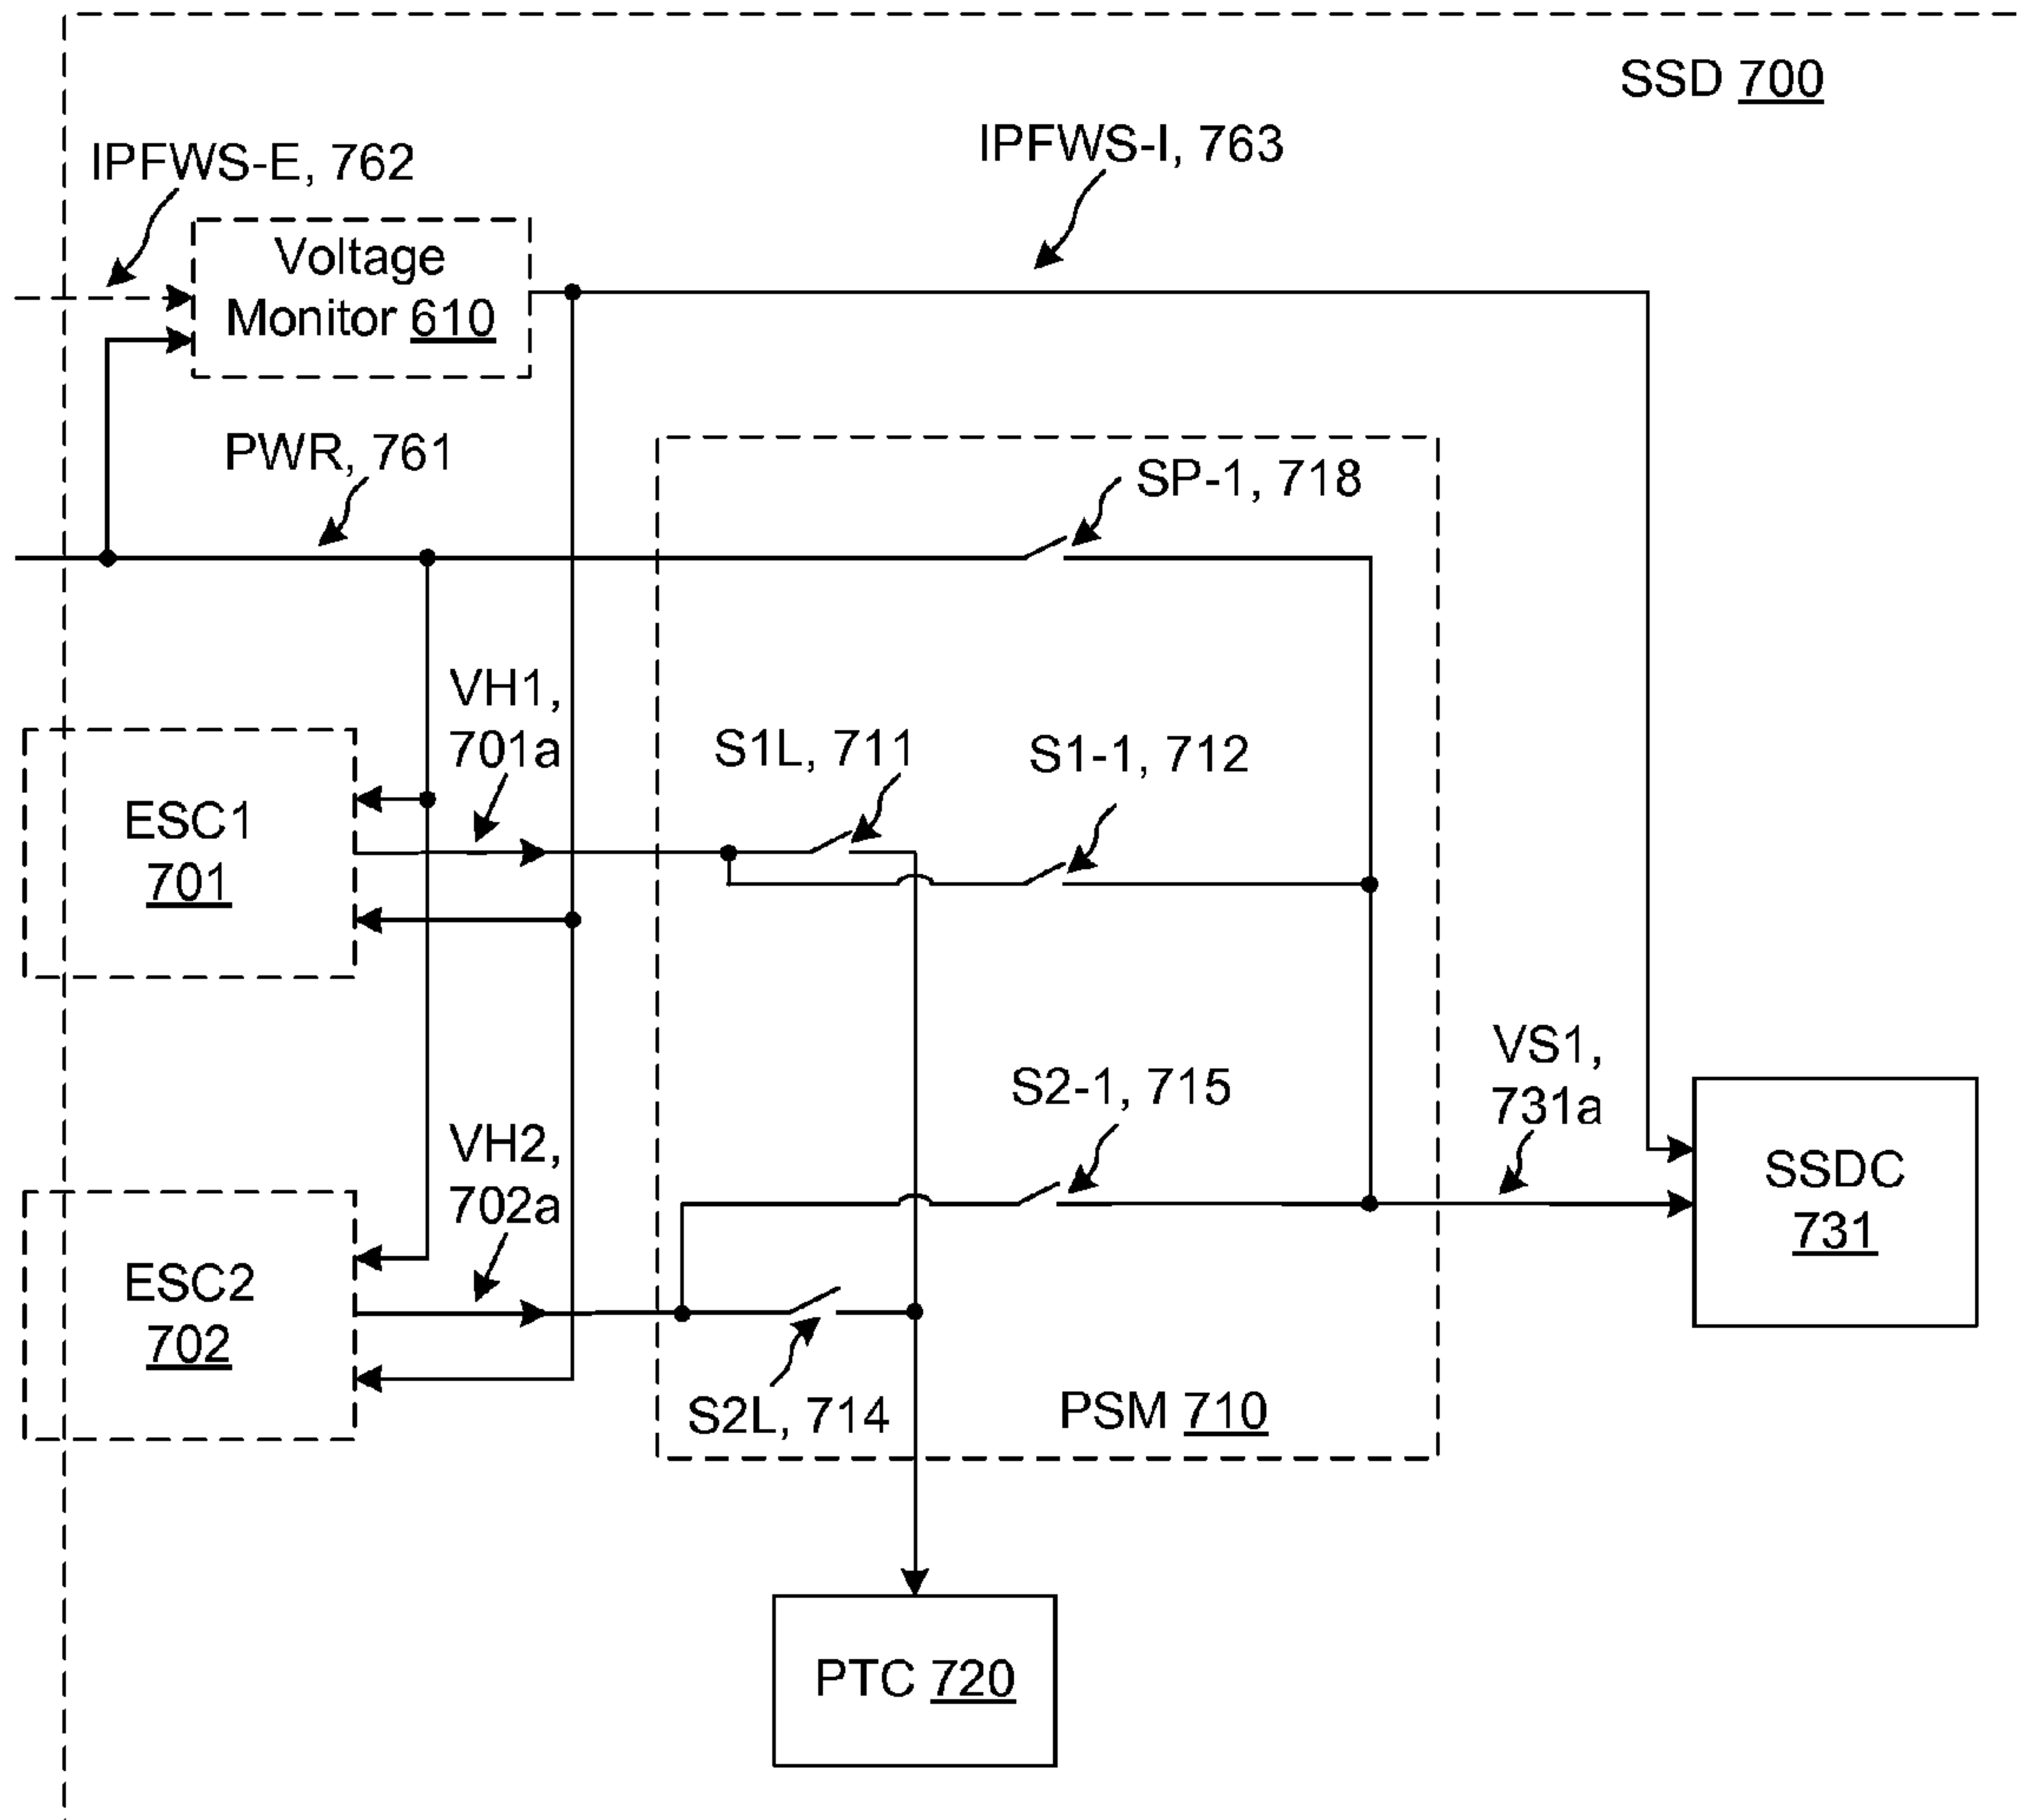 SSD 700
IPFWS-I, 763
IPFWS-E, 762
Voltage
Monitor 610
PWR, 761
SP-1, 718
VH1,
701a
S1L, 711
S1-1, 712
ESC1
701
VS1,
731a
S2-1, 715
VH2,
702a
SSDC
731
ESC2
702
S2L, 714
PSM 710
PTC 720